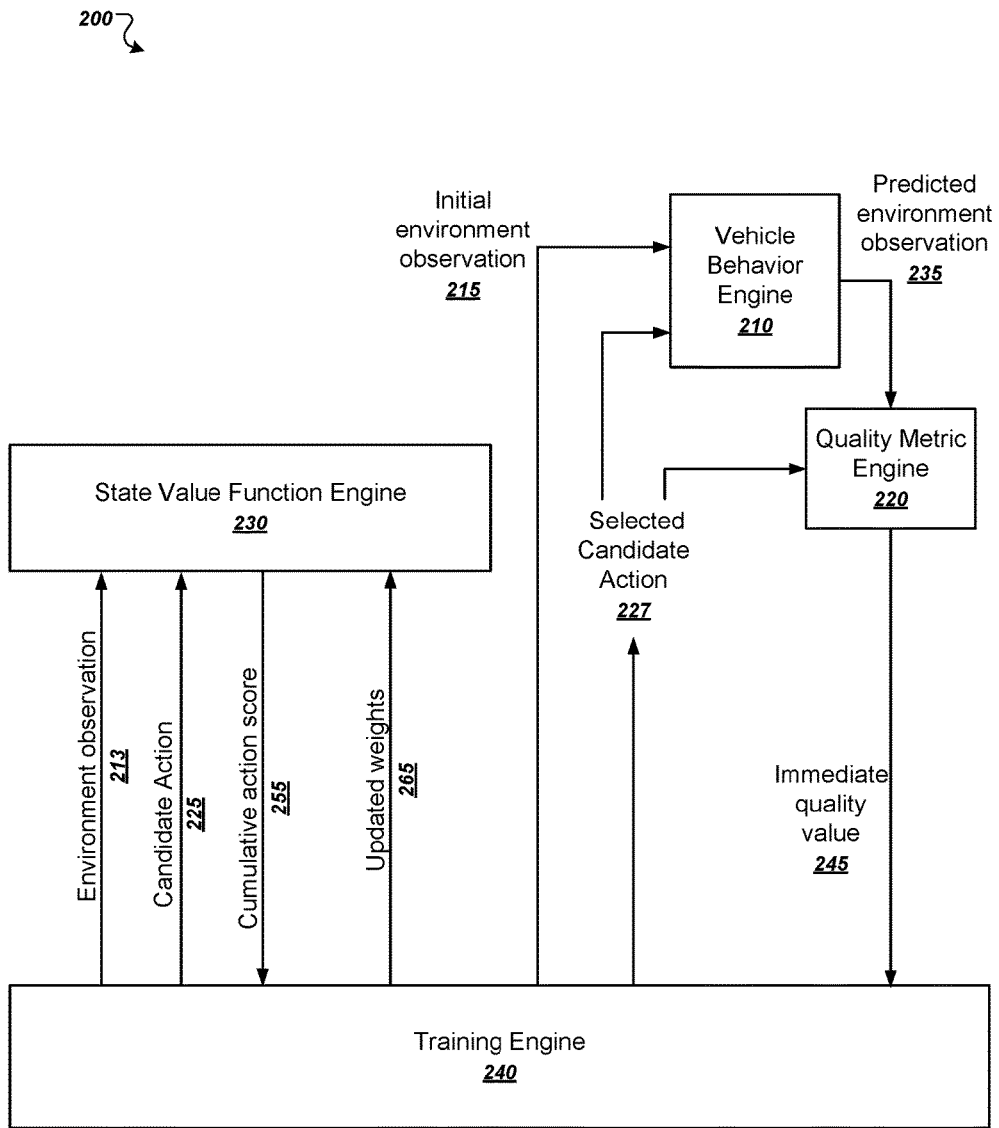 200
Initial
environment
observation
215
Vehicle
Behavior
Engine
210
Predicted
environment
observation
235
Quality Metric
Engine
220
State Value Function Engine
230
Selected
Candidate
Action
227
Environment observation
213
Candidate Action
225
Cumulative action score
255
Updated weights
265
Immediate
quality
value
245
Training Engine
240